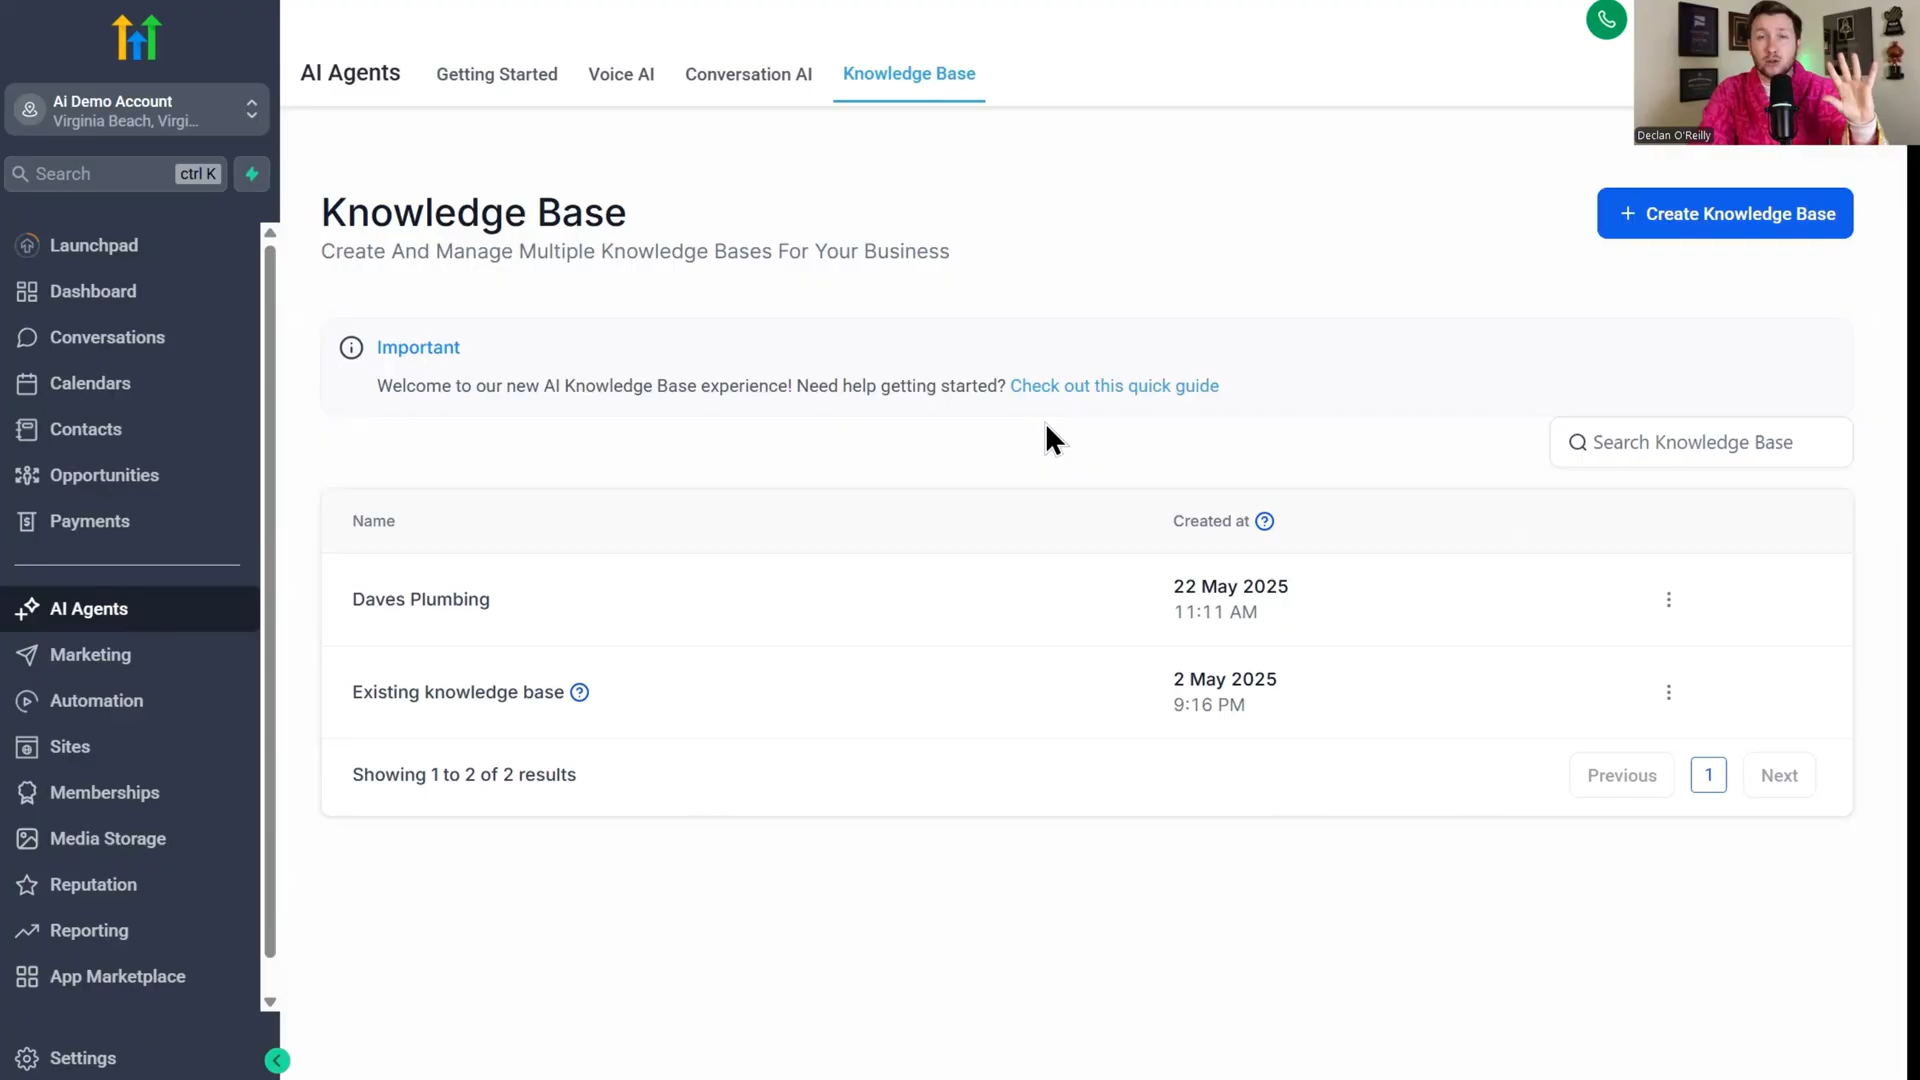 Ai Demo Account
Virginia Beach, Virgi...
Search
ctrl K
Launchpad
Dashboard
Conversations
Calendars
Contacts
Opportunities
Payments
AI Agents
Marketing
Automation
Sites
Memberships
Media Storage
Reputation
Reporting
App Marketplace
Settings
AI Agents
Getting Started
Voice AI
Conversation AI
Knowledge Base
Declan O'Reilly
Knowledge Base
Create And Manage Multiple Knowledge Bases For Your Business
+ Create Knowledge Base
Important
Welcome to our new AI Knowledge Base experience! Need help getting started? Check out this quick guide
Search Knowledge Base
Name
Created at
Daves Plumbing
22 May 2025
11:11 AM
Existing knowledge base
2 May 2025
9:16 PM
Showing 1 to 2 of 2 results
Previous
1
Next